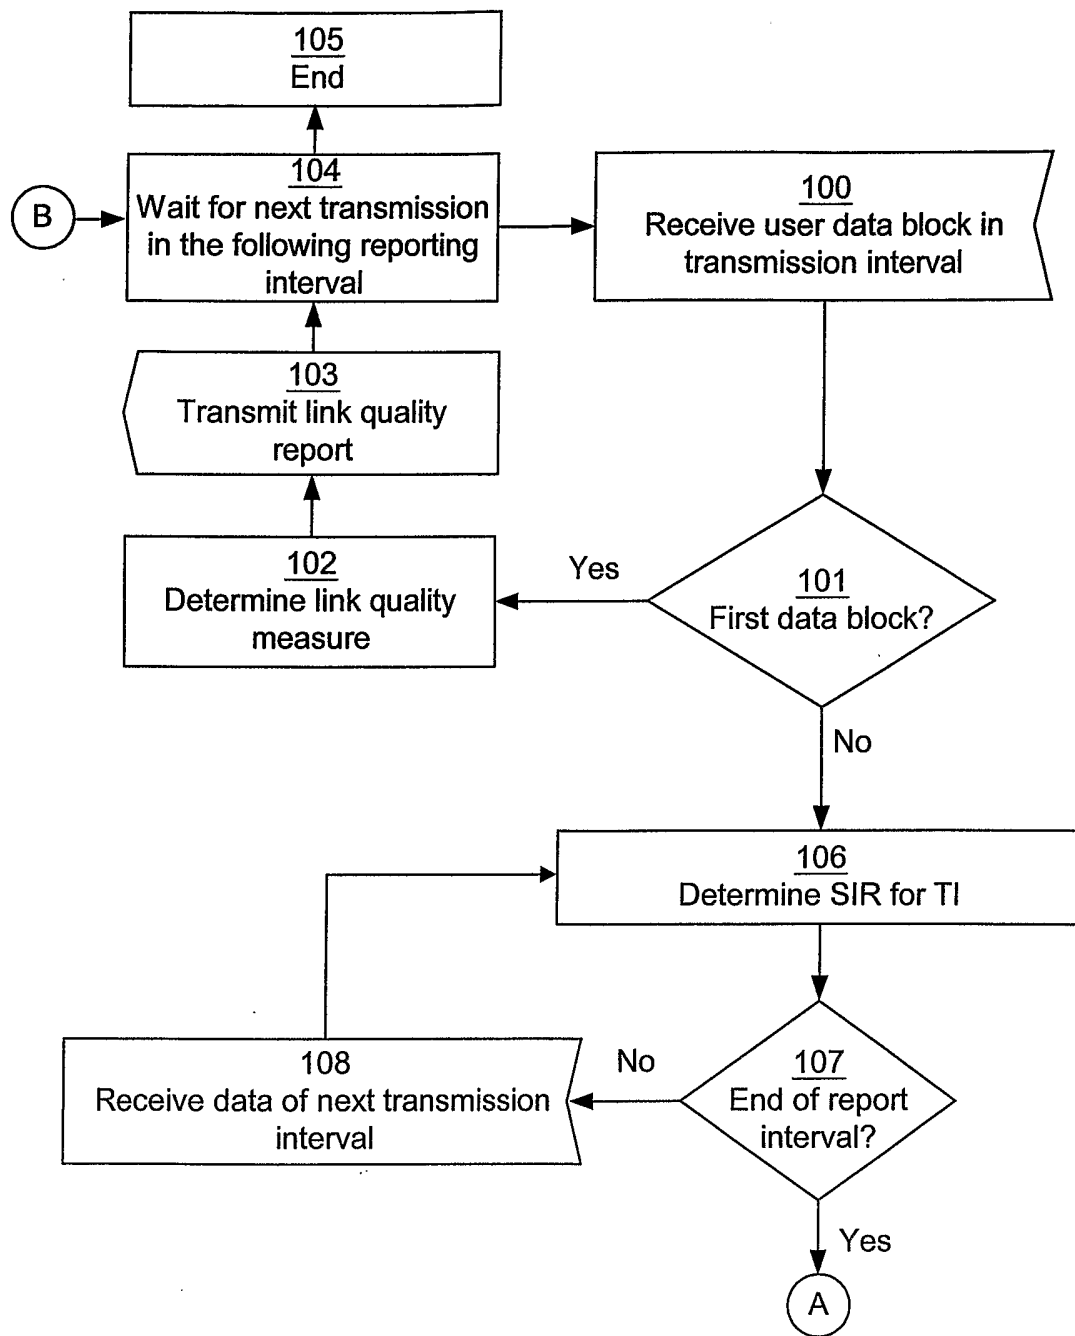 105
End
B
104
Wait for next transmission
in the following reporting
interval
100
Receive user data block in
transmission interval
103
Transmit link quality
report
102
Determine link quality
measure
Yes
101
First data block?
No
106
Determine SIR for TI
108
Receive data of next transmission
interval
No
107
End of report
interval?
Yes
A